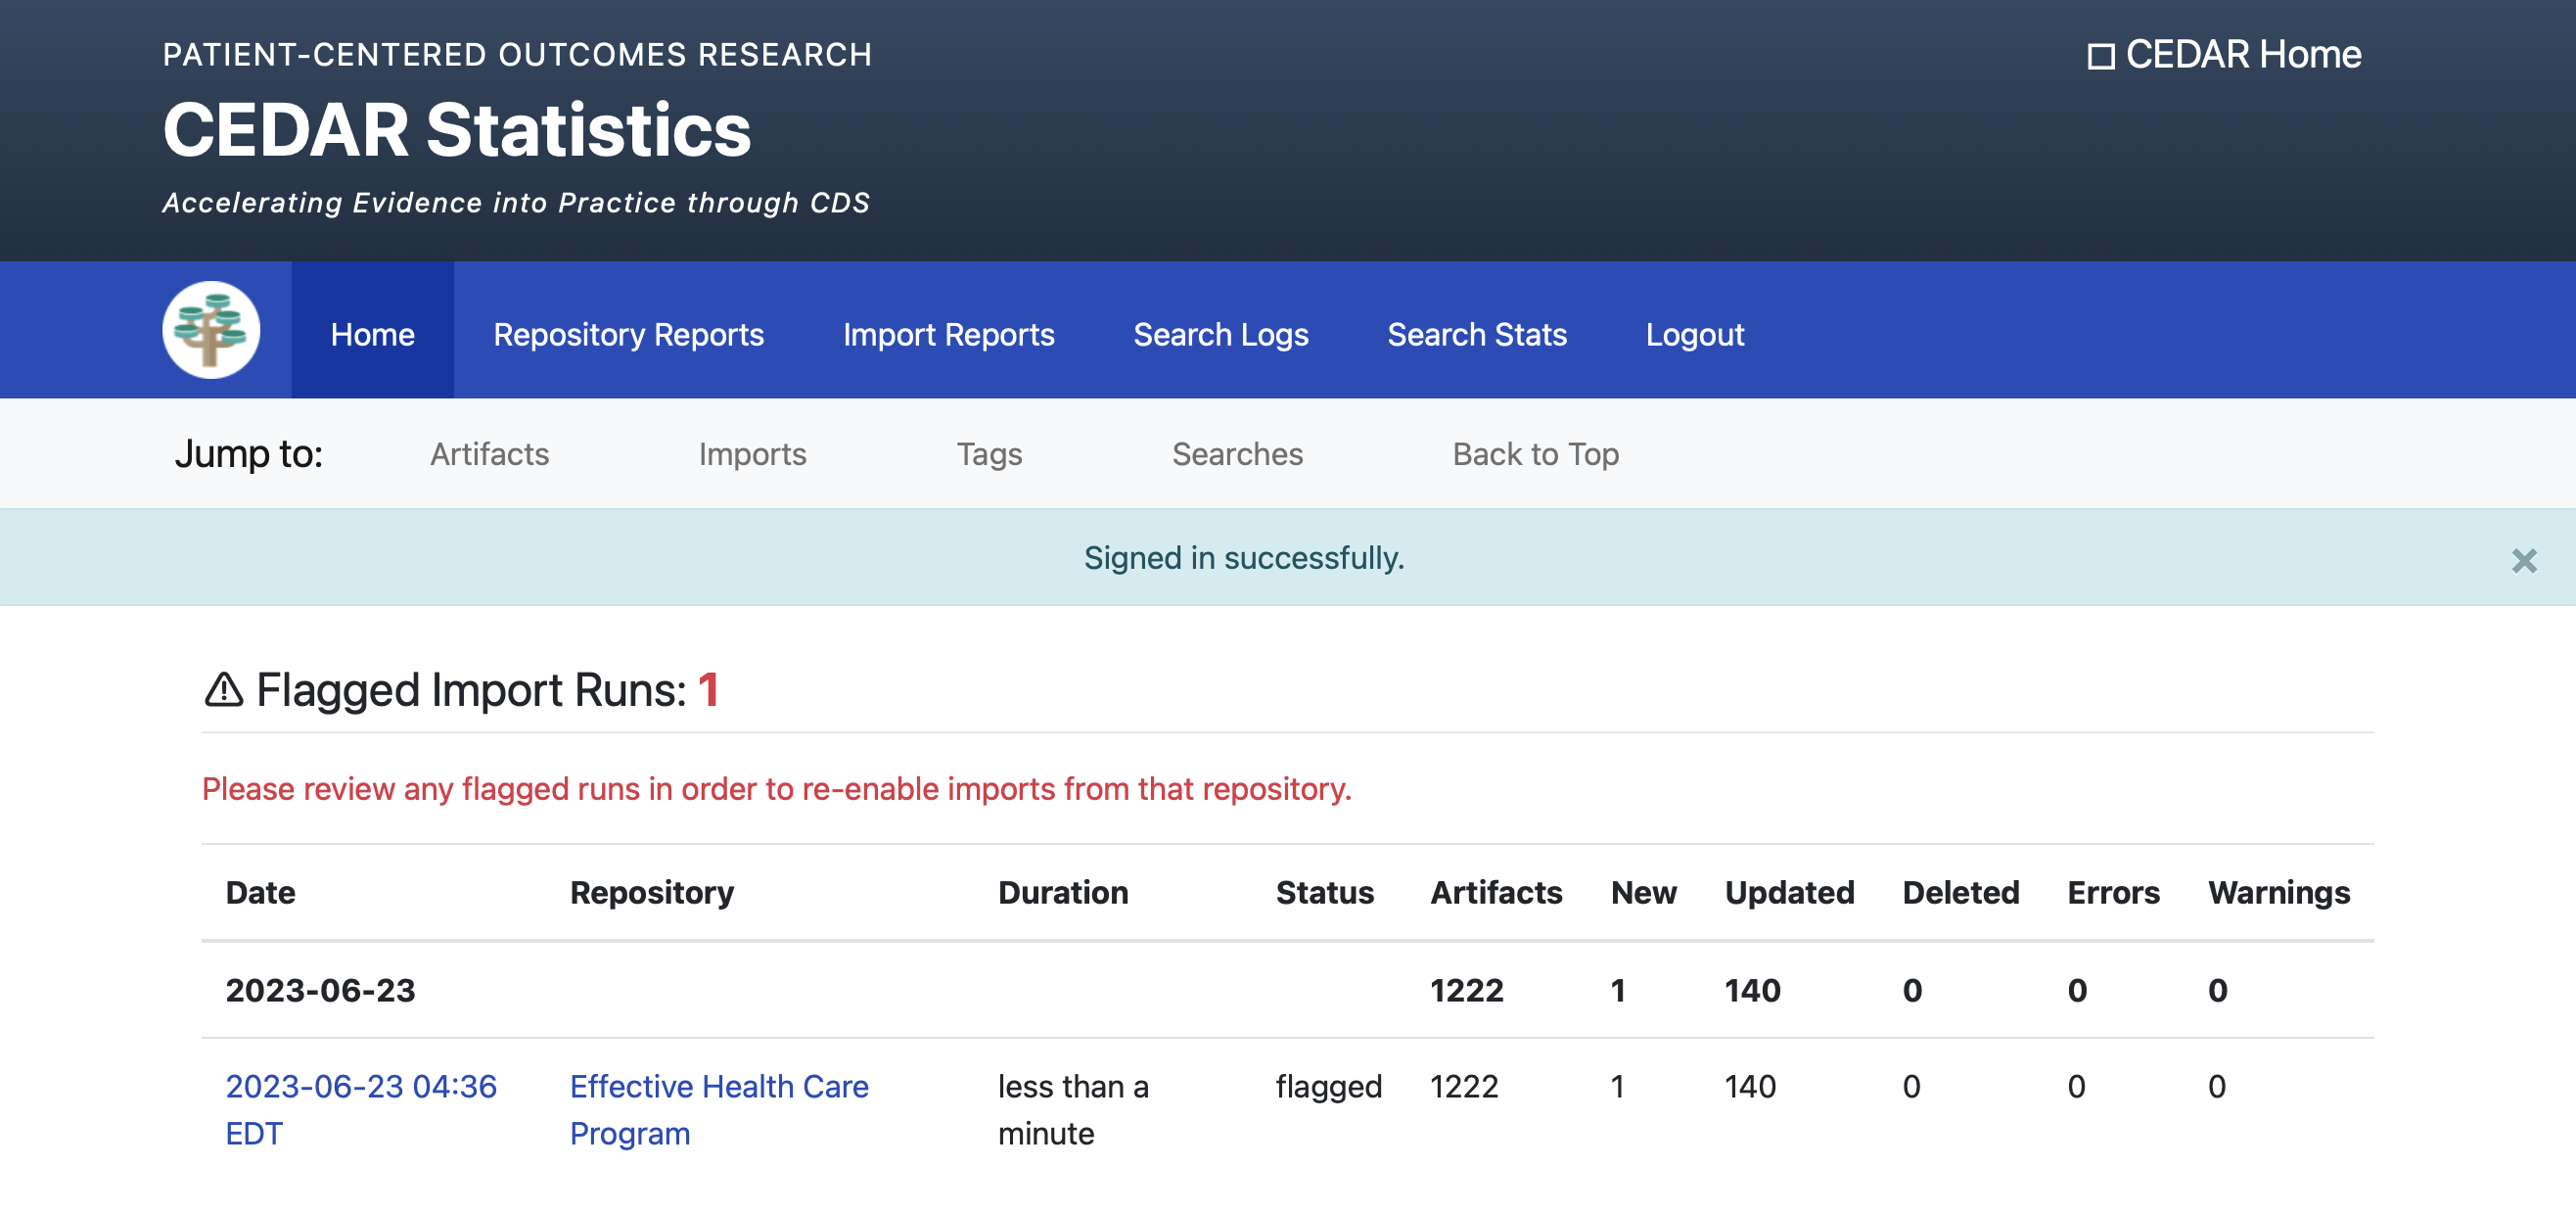 PATIENT-CENTERED OUTCOMES RESEARCH
CEDAR Home
CEDAR Statistics
Accelerating Evidence into Practice through CDS
Home Repository Reports Import Reports Search Logs Search Stats Logout
Jump to: Artifacts Imports Tags Searches Back to Top
Signed in successfully.
Flagged Import Runs: 1
Please review any flagged runs in order to re-enable imports from that repository.
Date Repository Duration Status Artifacts New Updated Deleted Errors Warnings
2023-06-23 1222 1 140 0 0 0
2023-06-23 04:36 Effective Health Care less than a flagged 1222 1 140 0 0 0
EDT Program minute